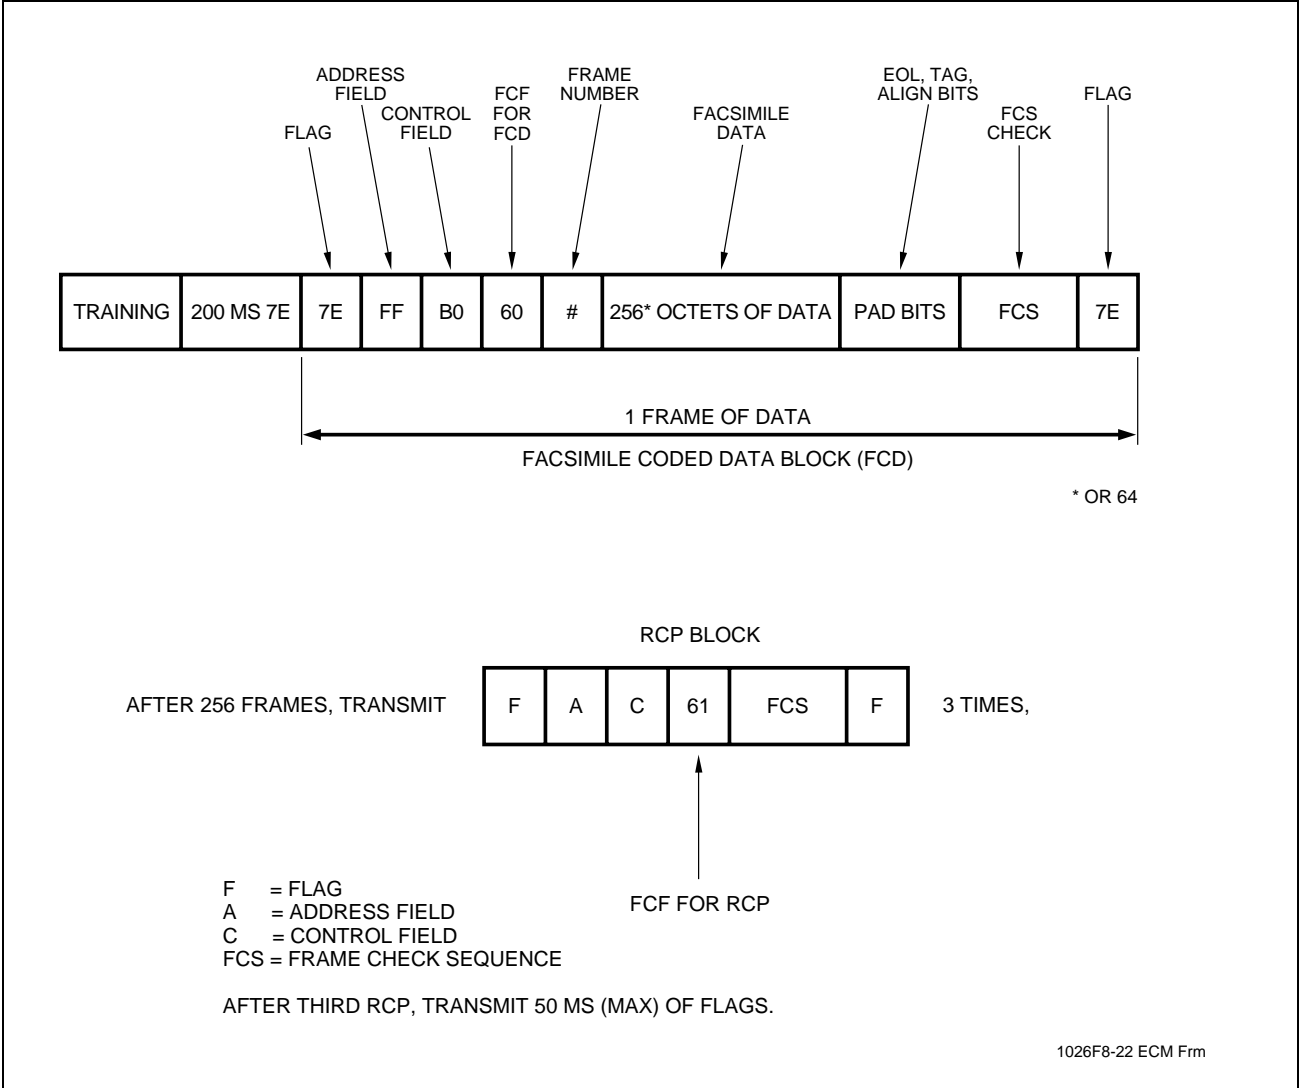 ADDRESS
FIELD
FRAME
NUMBER
EOL, TAG,
ALIGN BITS
FLAG
FLAG
CONTROL
FIELD
FCF
FOR
FCD
FACSIMILE
DATA
FCS
CHECK
TRAINING 200 MS 7E 7E FF B0 60 # 256* OCTETS OF DATA PAD BITS FCS 7E
1 FRAME OF DATA
FACSIMILE CODED DATA BLOCK (FCD)
* OR 64
RCP BLOCK
AFTER 256 FRAMES, TRANSMIT F A C 61 FCS F 3 TIMES,
FCF FOR RCP
F = FLAG
A = ADDRESS FIELD
C = CONTROL FIELD
FCS = FRAME CHECK SEQUENCE
AFTER THIRD RCP, TRANSMIT 50 MS (MAX) OF FLAGS.
1026F8-22 ECM Frm